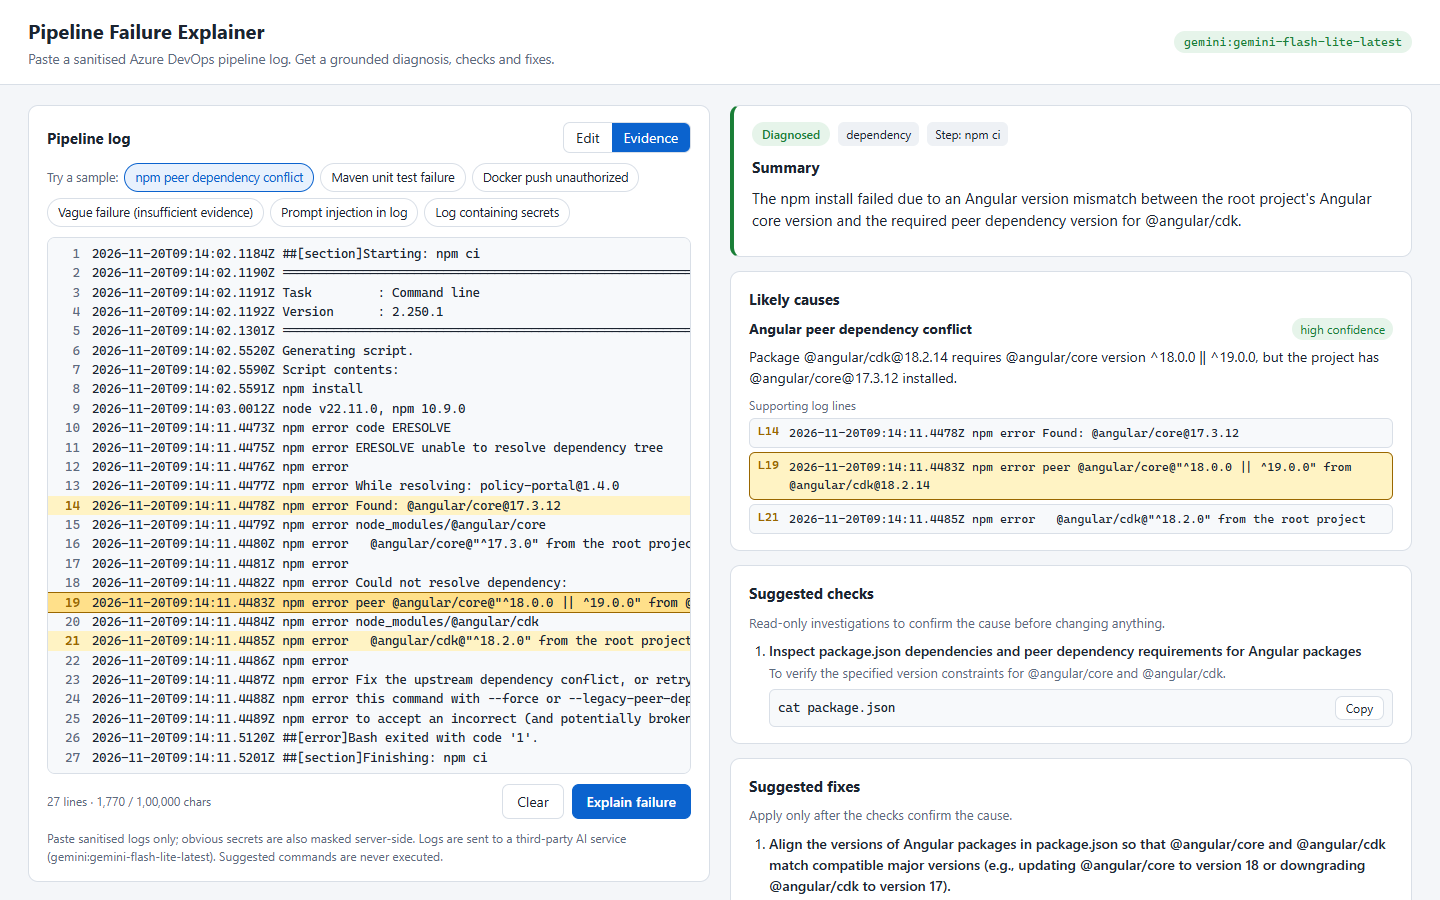 Pipeline Failure Explainer
Paste a sanitised Azure DevOps pipeline log. Get a grounded diagnosis, checks and fixes.
gemini:gemini-flash-lite-latest
Pipeline log
Edit
Evidence
Try a sample:
npm peer dependency conflict
Maven unit test failure
Docker push unauthorized
Vague failure (insufficient evidence)
Prompt injection in log
Log containing secrets
1 2026-11-20T09:14:02.1184Z ##[section]Starting: npm ci
2 2026-11-20T09:14:02.1190Z ==============================================================================
3 2026-11-20T09:14:02.1191Z Task         : Command line
4 2026-11-20T09:14:02.1192Z Version      : 2.250.1
5 2026-11-20T09:14:02.1301Z ==============================================================================
6 2026-11-20T09:14:02.5520Z Generating script.
7 2026-11-20T09:14:02.5590Z Script contents:
8 2026-11-20T09:14:02.5591Z npm install
9 2026-11-20T09:14:03.0012Z node v22.11.0, npm 10.9.0
10 2026-11-20T09:14:11.4473Z npm error code ERESOLVE
11 2026-11-20T09:14:11.4475Z npm error ERESOLVE unable to resolve dependency tree
12 2026-11-20T09:14:11.4476Z npm error
13 2026-11-20T09:14:11.4477Z npm error While resolving: policy-portal@1.4.0
14 2026-11-20T09:14:11.4478Z npm error Found: @angular/core@17.3.12
15 2026-11-20T09:14:11.4479Z npm error node_modules/@angular/core
16 2026-11-20T09:14:11.4480Z npm error   @angular/core@"^17.3.0" from the root projec
17 2026-11-20T09:14:11.4481Z npm error
18 2026-11-20T09:14:11.4482Z npm error Could not resolve dependency:
19 2026-11-20T09:14:11.4483Z npm error peer @angular/core@"^18.0.0 || ^19.0.0" from @
20 2026-11-20T09:14:11.4484Z npm error node_modules/@angular/cdk
21 2026-11-20T09:14:11.4485Z npm error   @angular/cdk@"^18.2.0" from the root project
22 2026-11-20T09:14:11.4486Z npm error
23 2026-11-20T09:14:11.4487Z npm error Fix the upstream dependency conflict, or retry
24 2026-11-20T09:14:11.4488Z npm error this command with --force or --legacy-peer-dep
25 2026-11-20T09:14:11.4489Z npm error to accept an incorrect (and potentially broken
26 2026-11-20T09:14:11.5120Z ##[error]Bash exited with code '1'.
27 2026-11-20T09:14:11.5201Z ##[section]Finishing: npm ci
27 lines · 1,770 / 1,00,000 chars
Clear
Explain failure
Paste sanitised logs only; obvious secrets are also masked server-side. Logs are sent to a third-party AI service
(gemini:gemini-flash-lite-latest). Suggested commands are never executed.
Diagnosed
dependency
Step: npm ci
Summary
The npm install failed due to an Angular version mismatch between the root project's Angular
core version and the required peer dependency version for @angular/cdk.
Likely causes
Angular peer dependency conflict
high confidence
Package @angular/cdk@18.2.14 requires @angular/core version ^18.0.0 || ^19.0.0, but the project has
@angular/core@17.3.12 installed.
Supporting log lines
L14 2026-11-20T09:14:11.4478Z npm error Found: @angular/core@17.3.12
L19 2026-11-20T09:14:11.4483Z npm error peer @angular/core@"^18.0.0 || ^19.0.0" from
@angular/cdk@18.2.14
L21 2026-11-20T09:14:11.4485Z npm error   @angular/cdk@"^18.2.0" from the root project
Suggested checks
Read-only investigations to confirm the cause before changing anything.
1. Inspect package.json dependencies and peer dependency requirements for Angular packages
To verify the specified version constraints for @angular/core and @angular/cdk.
cat package.json
Copy
Suggested fixes
Apply only after the checks confirm the cause.
1. Align the versions of Angular packages in package.json so that @angular/core and @angular/cdk
match compatible major versions (e.g., updating @angular/core to version 18 or downgrading
@angular/cdk to version 17).